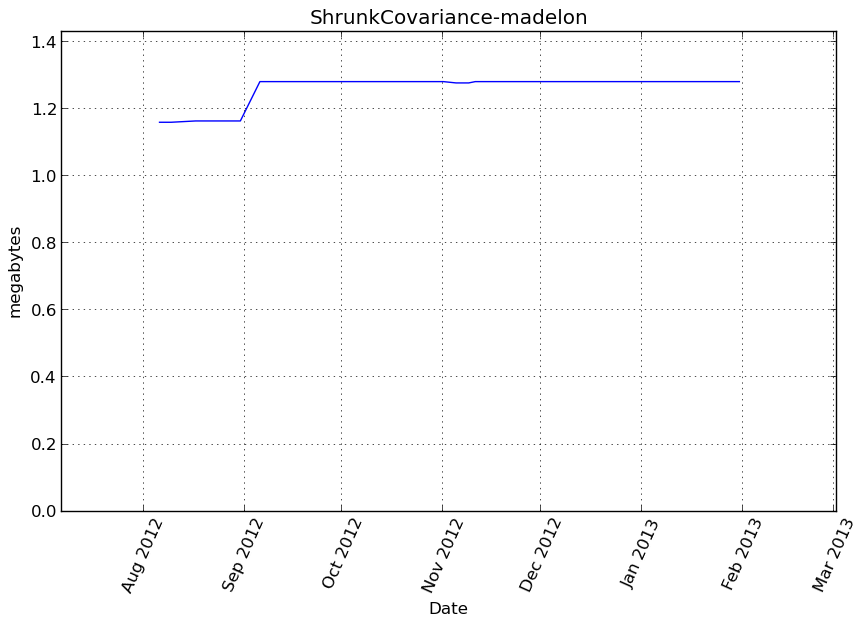 ShrunkCovariance-madelon
1.4
1.2
1.0
0.8
0.6
0.4
0.2
0.0
megabytes
Aug 2012
Sep 2012
Oct 2012
Nov 2012
Dec 2012
Jan 2013
Feb 2013
Mar 2013
Date